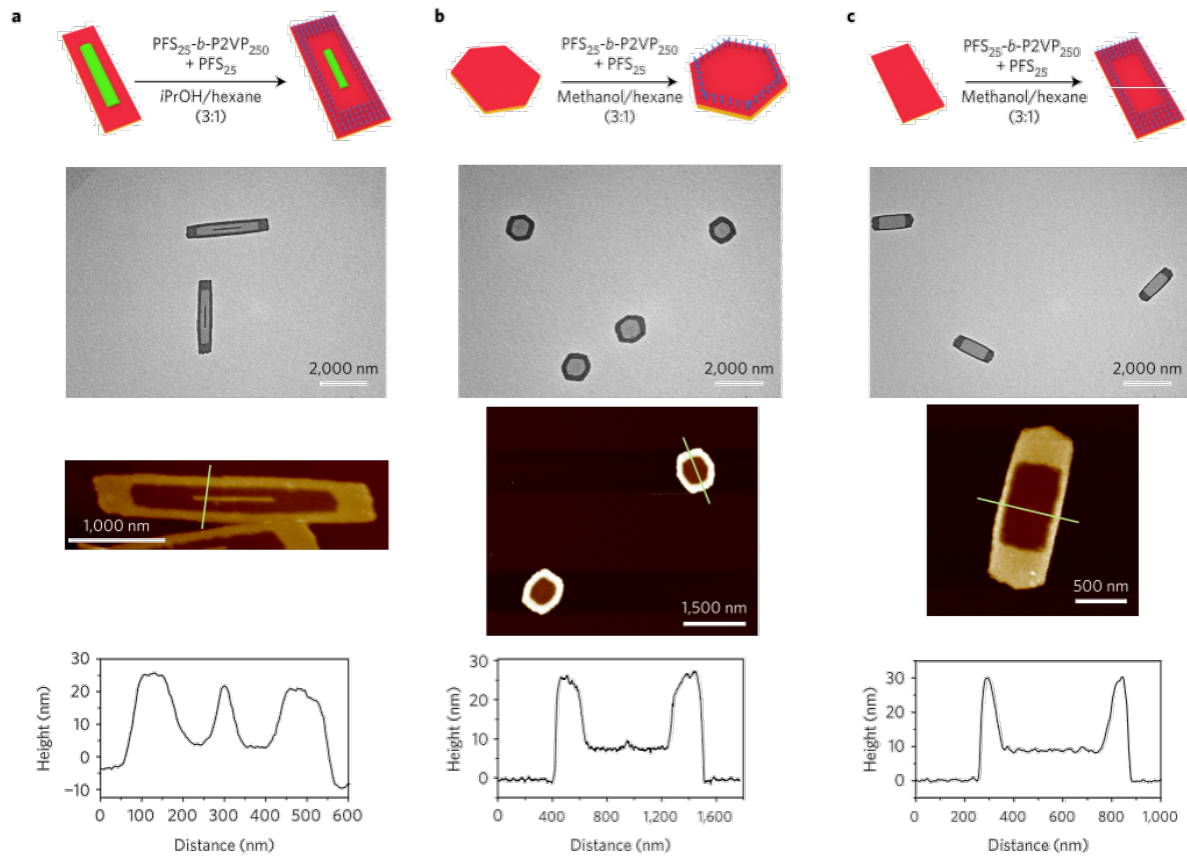 a
PFS25-b-P2VP250
+ PFS25
iPrOH/hexane
(3:1)
2,000 nm
1,000 nm
30
20
10
0
−10
Height (nm)
0 100 200 300 400 500 600
Distance (nm)
b
PFS25-b-P2VP250
+ PFS25
Methanol/hexane
(3:1)
2,000 nm
1,500 nm
30
20
10
0
Height (nm)
0 400 800 1,200 1,600
Distance (nm)
c
PFS25-b-P2VP250
+ PFS25
Methanol/hexane
(3:1)
2,000 nm
500 nm
30
20
10
0
Height (nm)
0 200 400 600 800 1,000
Distance (nm)